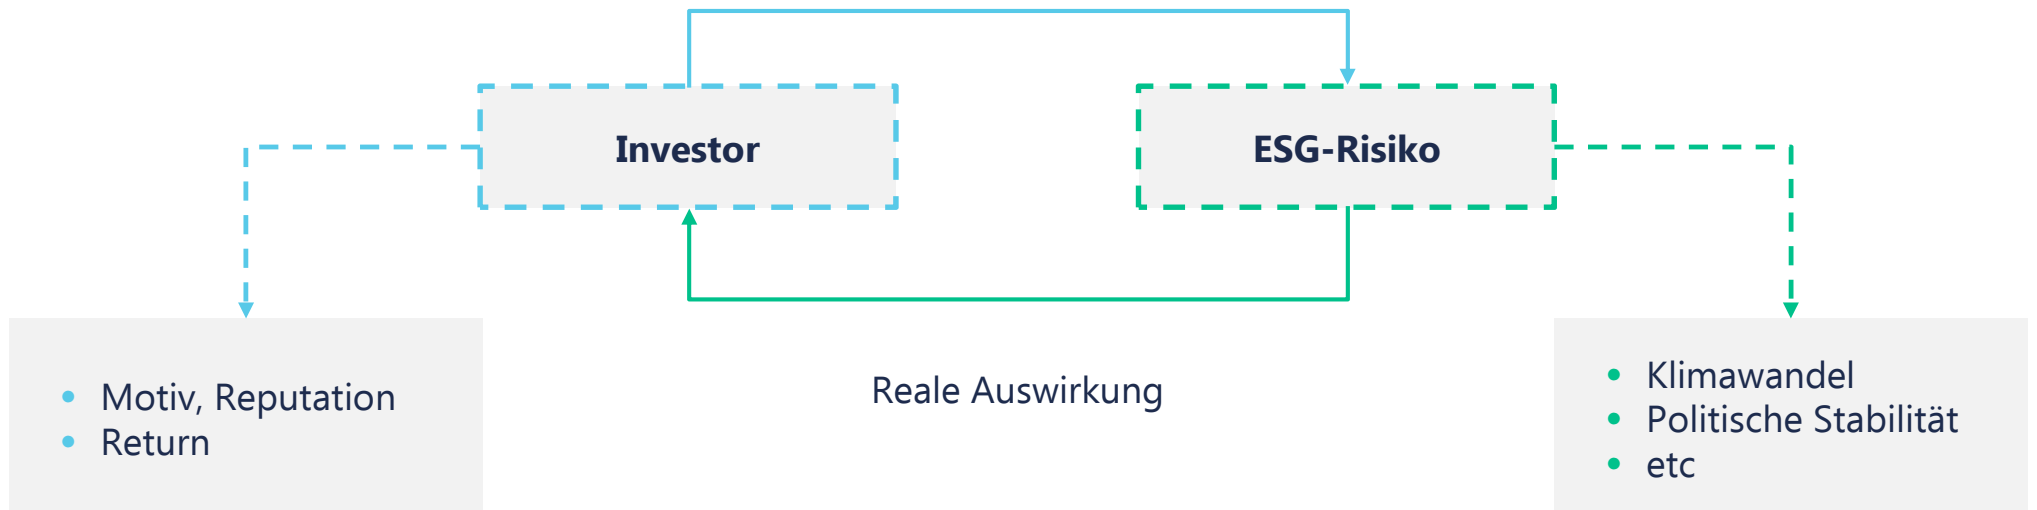 Investor
ESG-Risiko
• Motiv, Reputation
• Return
Reale Auswirkung
• Klimawandel
• Politische Stabilität
• etc